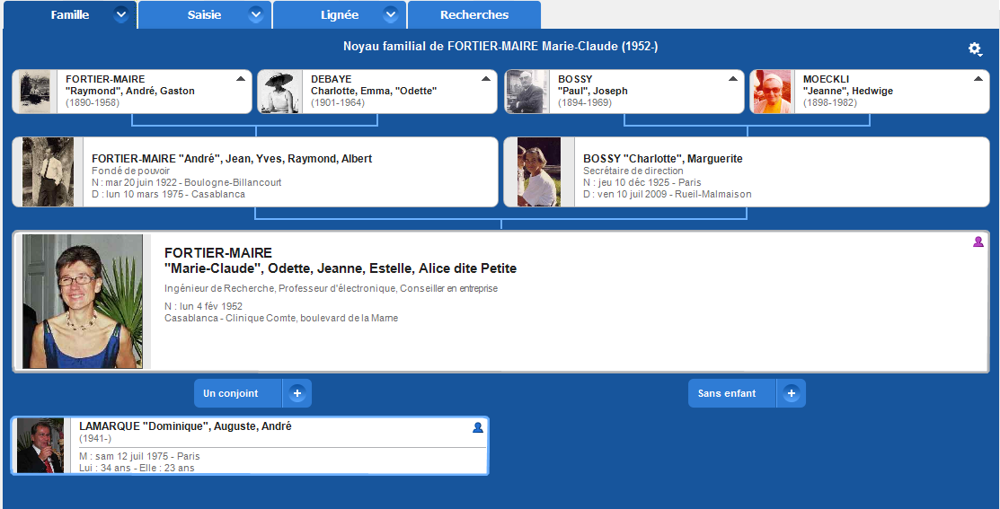 Famille
Saisie
Lignée
Recherches
Noyau familial de FORTIER-MAIRE Marie-Claude (1952-)
FORTIER-MAIRE
"Raymond", André, Gaston
(1890-1958)
DEBAYE
Charlotte, Emma, "Odette"
(1901-1964)
BOSSY
"Paul", Joseph
(1894-1969)
MOECKLI
"Jeanne", Hedwige
(1898-1982)
FORTIER-MAIRE "André", Jean, Yves, Raymond, Albert
Fondé de pouvoir
N : mar 20 juin 1922 - Boulogne-Billancourt
D : lun 10 mars 1975 - Casablanca
BOSSY "Charlotte", Marguerite
Secrétaire de direction
N : jeu 10 déc 1925 - Paris
D : ven 10 juil 2009 - Rueil-Malmaison
FORTIER-MAIRE
"Marie-Claude", Odette, Jeanne, Estelle, Alice dite Petite
Ingénieur de Recherche, Professeur d'électronique, Conseiller en entreprise
N : lun 4 fév 1952
Casablanca - Clinique Comte, boulevard de la Marne
Un conjoint
Sans enfant
LAMARQUE "Dominique", Auguste, André
(1941-)
M : sam 12 juil 1975 - Paris
Lui : 34 ans - Elle : 23 ans